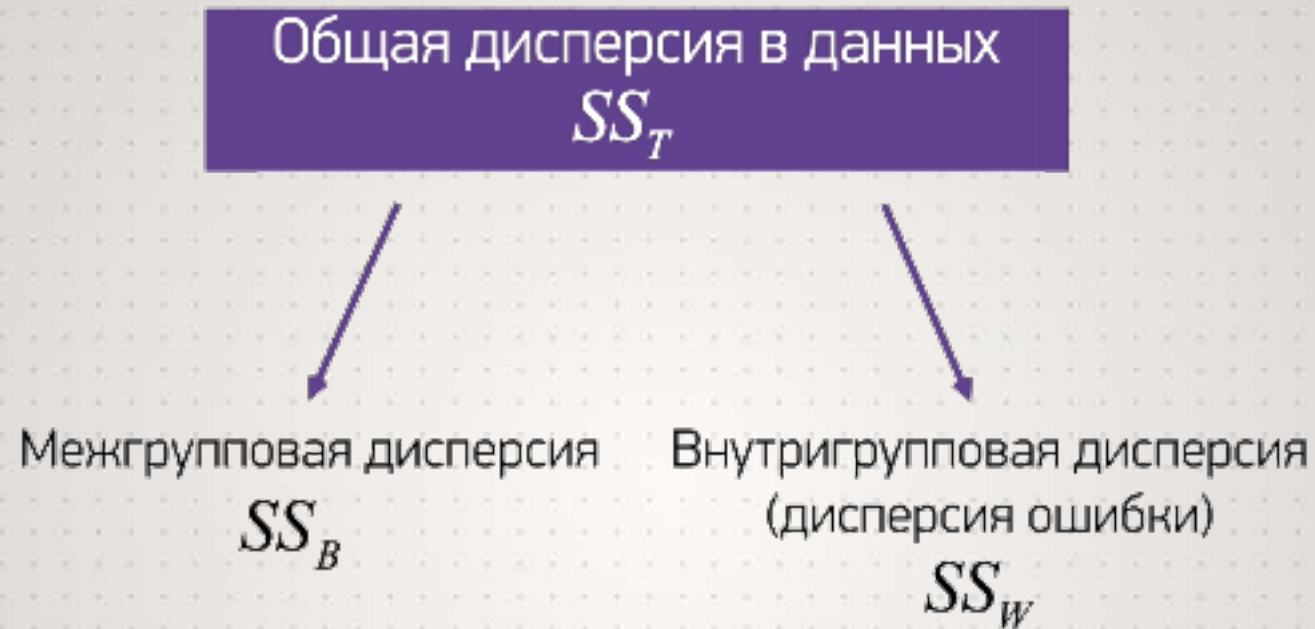 Общая дисперсия в данных
SS_T
Межгрупповая дисперсия
SS_B
Внутригрупповая дисперсия
(дисперсия ошибки)
SS_W